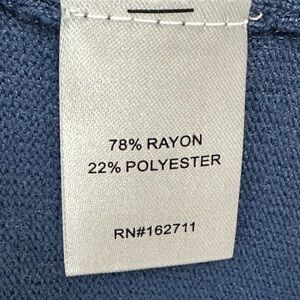 78% RAYON
22% POLYESTER
RN#162711